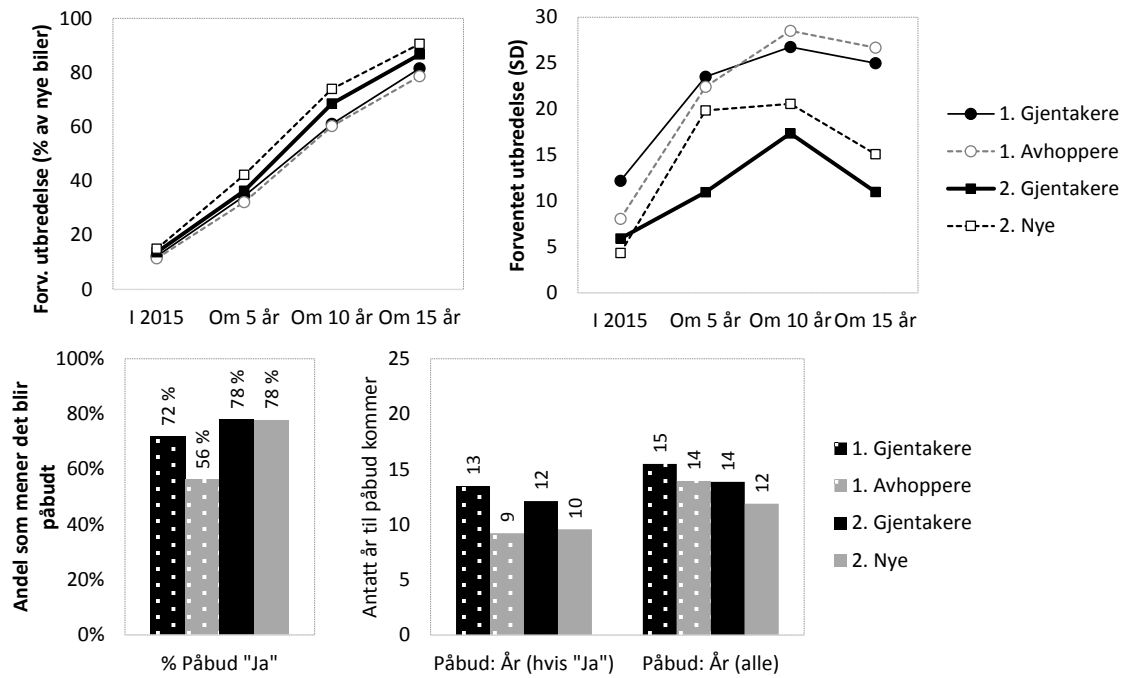 Forv. utbredelse (% av nye biler)
100
80
60
40
20
0
I 2015 Om 5 år Om 10 år Om 15 år
Forventet utbredelse (SD)
30
25
20
15
10
5
0
I 2015 Om 5 år Om 10 år Om 15 år
1. Gjentakere
1. Avhoppere
2. Gjentakere
2. Nye
Andel som mener det blir
påbudt
100%
80%
60%
40%
20%
0%
72 %
56 %
78 %
78 %
% Påbud "Ja"
Antatt år til påbud kommer
25
20
15
10
5
0
13
9
12
10
15
14
14
12
Påbud: År (hvis "Ja") Påbud: År (alle)
1. Gjentakere
1. Avhoppere
2. Gjentakere
2. Nye